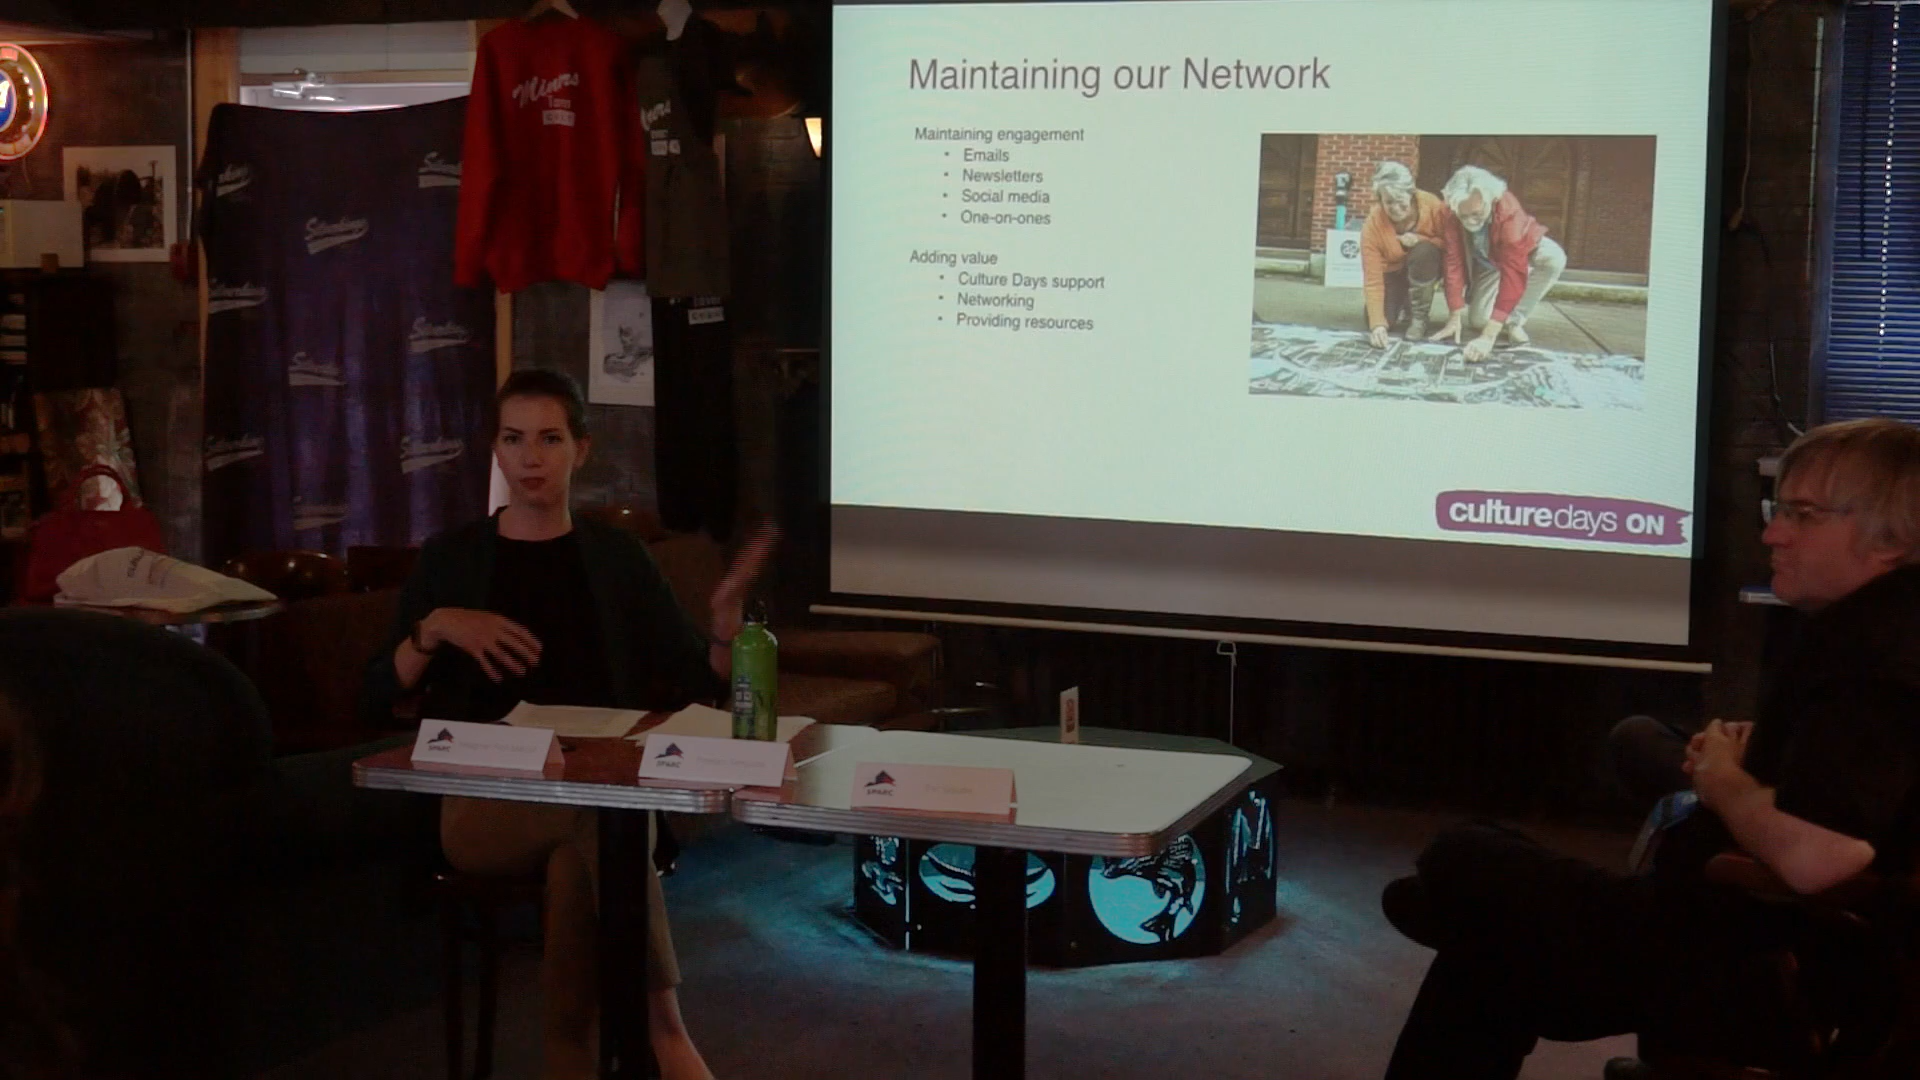 Maintaining our Network
Maintaining engagement
• Emails
• Newsletters
• Social media
• One-on-ones
Adding value
• Culture Days support
• Networking
• Providing resources
culturedays ON
Miners
SPARC
SPARC
SPARC